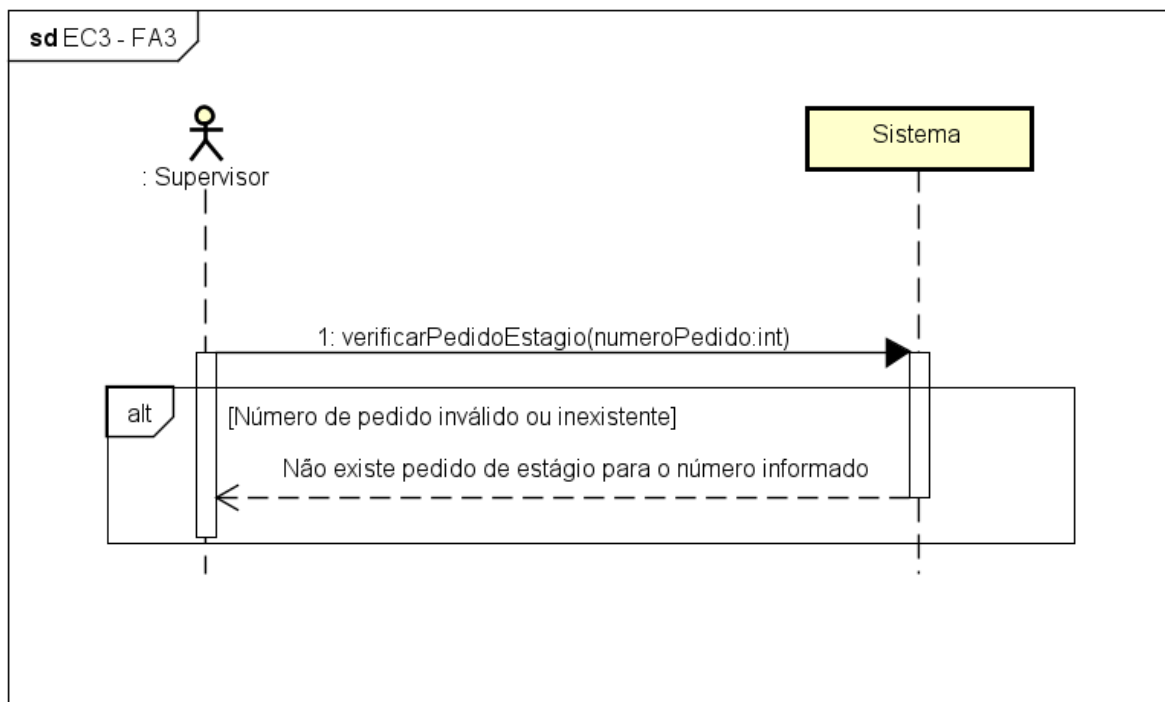 sd EC3 - FA3
: Supervisor
Sistema
1: verificarPedidoEstagio(numeroPedido:int)
alt
[Número de pedido inválido ou inexistente]
Não existe pedido de estágio para o número informado